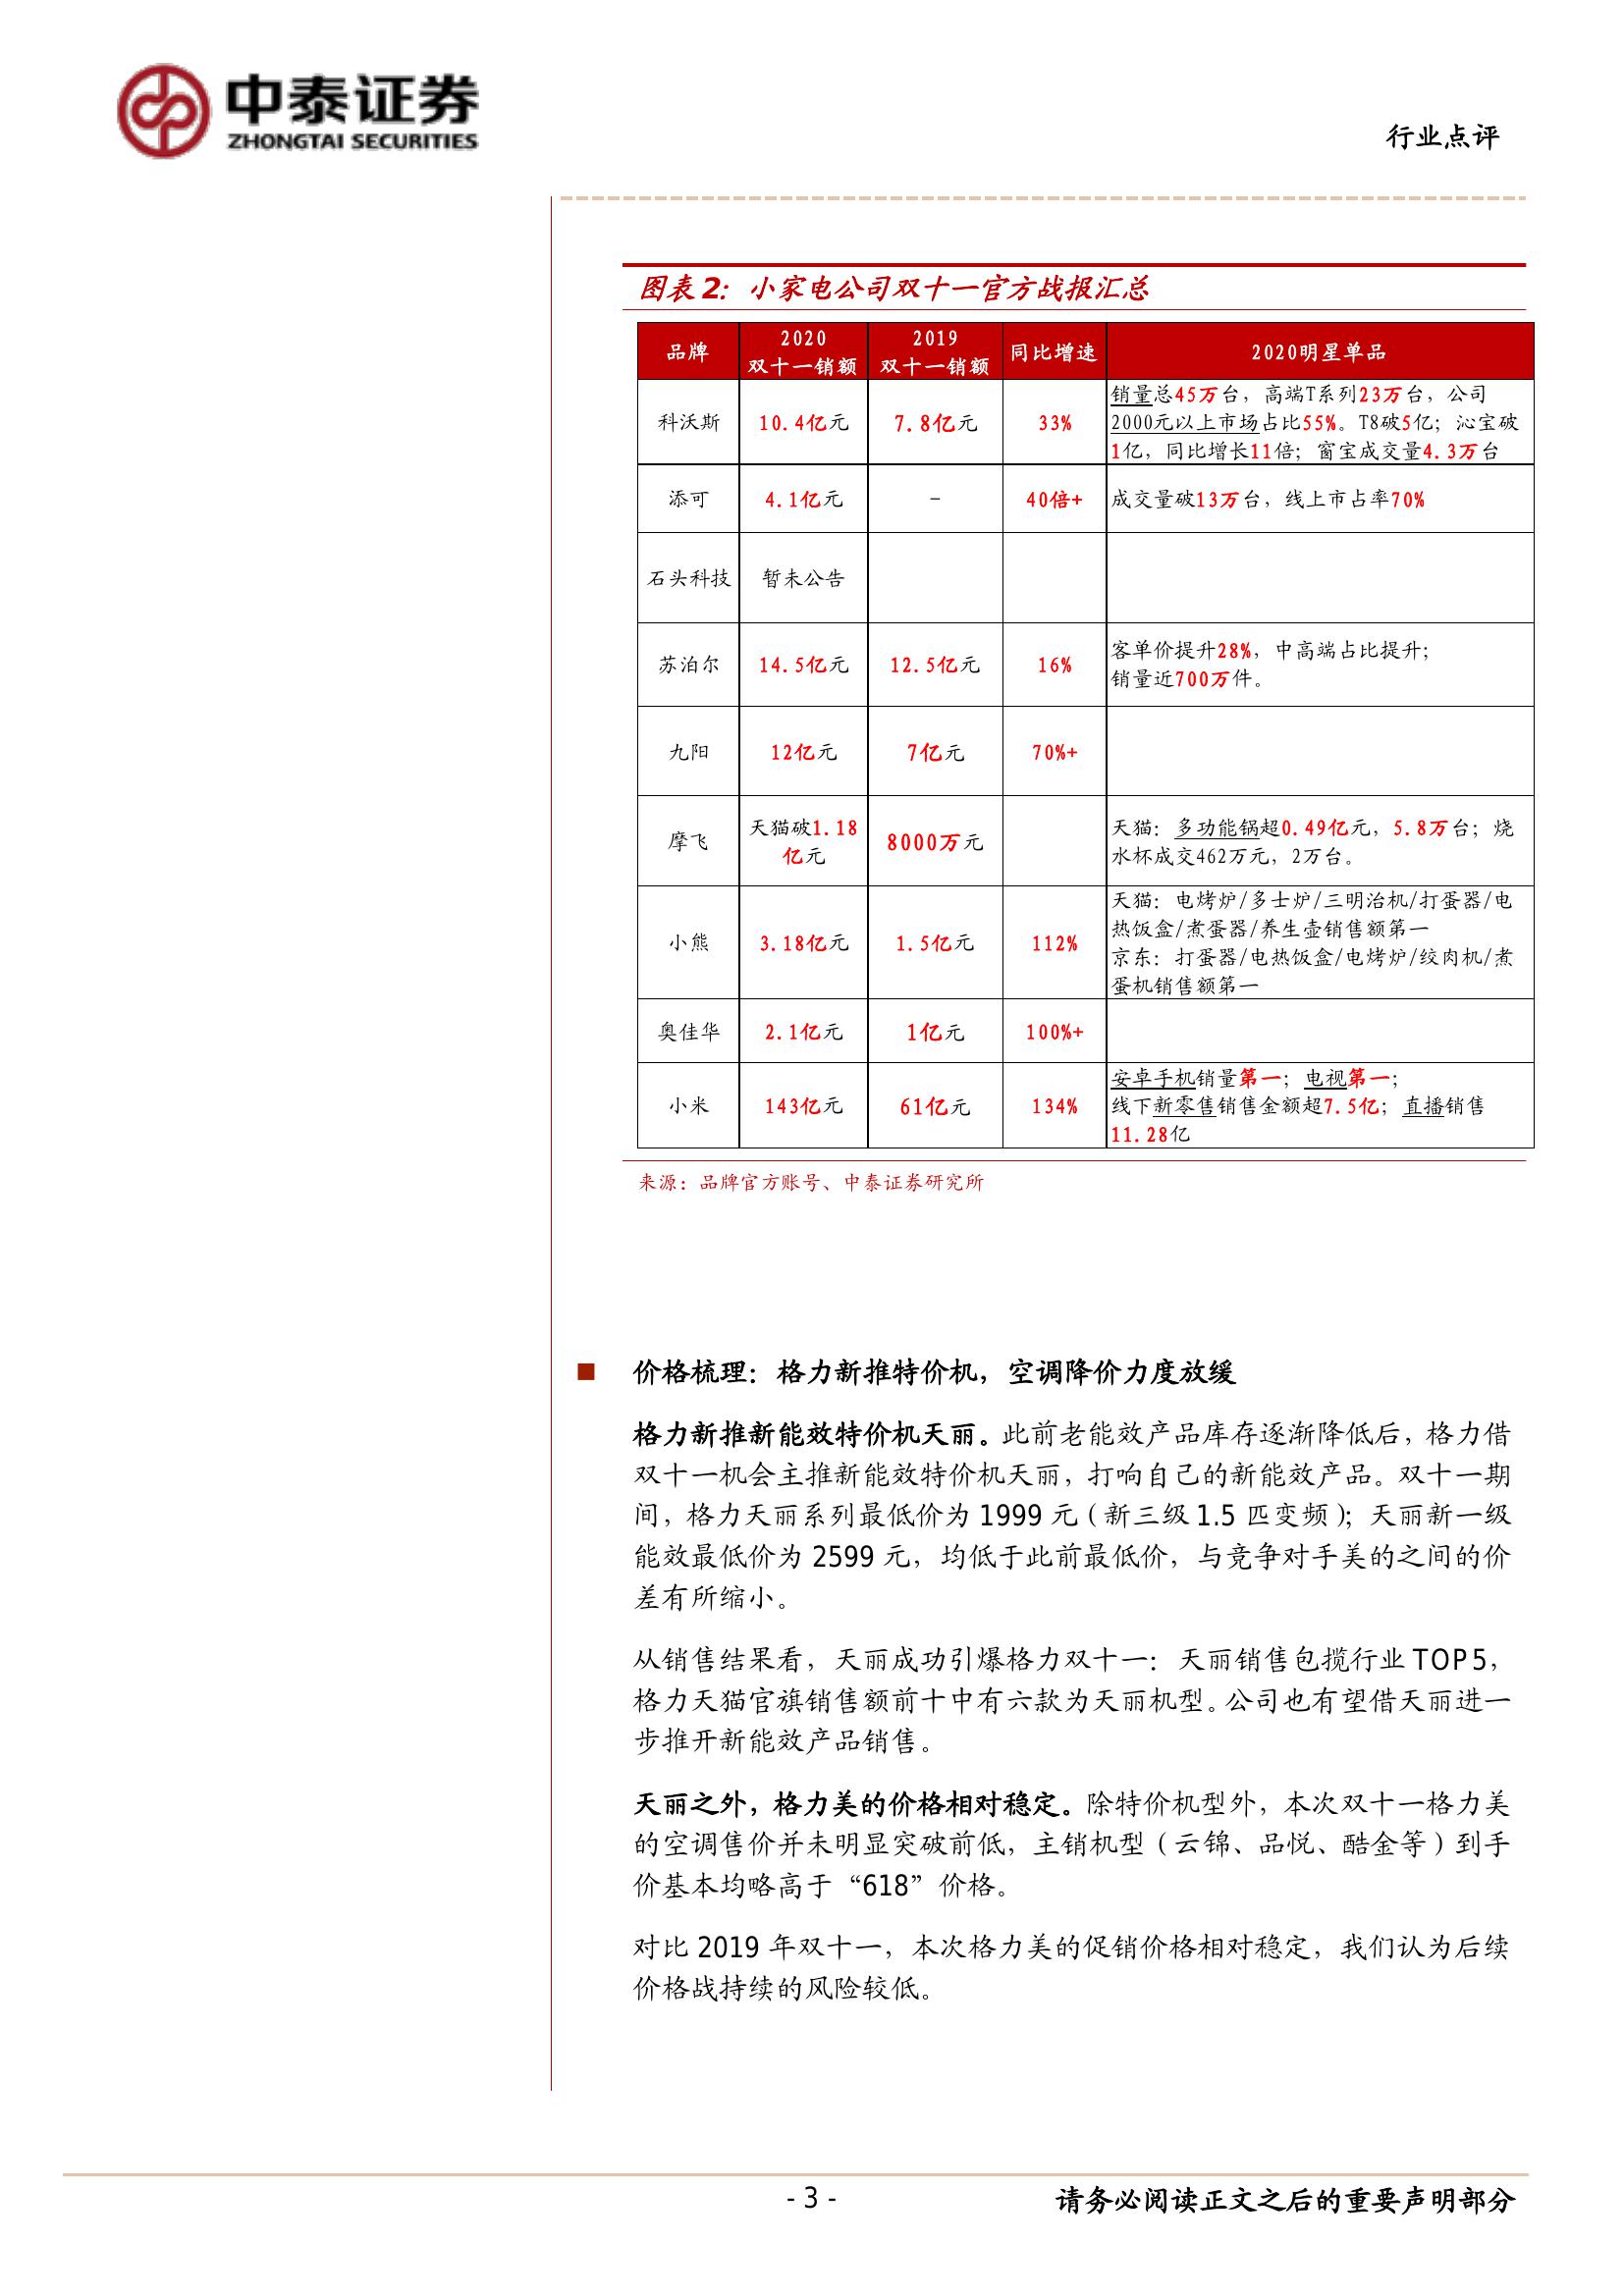 中泰证券
ZHONGTAI SECURITIES
行业点评
图表 2：小家电公司双十一官方战报汇总
品牌 2020 双十一销额 2019 双十一销额 同比增速 2020明星单品
科沃斯 10.4亿元 7.8亿元 33% 销量总45万台，高端T系列23万台，公司
2000元以上市场占比55%。T8破5亿；沁宝破
1亿，同比增长11倍；窗宝成交量4.3万台
添可 4.1亿元 - 40倍+ 成交量破13万台，线上市占率70%
石头科技 暂未公告
苏泊尔 14.5亿元 12.5亿元 16% 客单价提升28%，中高端占比提升；
销量近700万件。
九阳 12亿元 7亿元 70%+
摩飞 天猫破1.18亿元 8000万元 天猫：多功能锅超0.49亿元，5.8万台；烧
水杯成交462万元，2万台。
小熊 3.18亿元 1.5亿元 112% 天猫：电烤炉/多士炉/三明治机/打蛋器/电
热饭盒/煮蛋器/养生壶销售额第一
京东：打蛋器/电热饭盒/电烤炉/绞肉机/煮
蛋机销售额第一
奥佳华 2.1亿元 1亿元 100%+
小米 143亿元 61亿元 134% 安卓手机销量第一；电视第一；
线下新零售销售金额超7.5亿；直播销售
11.28亿
来源：品牌官方账号、中泰证券研究所
■ 价格梳理：格力新推特价机，空调降价力度放缓
格力新推新能效特价机天丽。此前老能效产品库存逐渐降低后，格力借
双十一机会主推新能效特价机天丽，打响自己的新能效产品。双十一期
间，格力天丽系列最低价为 1999 元（新三级 1.5 匹变频）；天丽新一级
能效最低价为 2599 元，均低于此前最低价，与竞争对手美的之间的价
差有所缩小。
从销售结果看，天丽成功引爆格力双十一：天丽销售包揽行业 TOP5，
格力天猫官旗销售额前十中有六款为天丽机型。公司也有望借天丽进一
步推开新能效产品销售。
天丽之外，格力美的价格相对稳定。除特价机型外，本次双十一格力美
的空调售价并未明显突破前低，主销机型（云锦、品悦、酷金等）到手
价基本均略高于“618”价格。
对比 2019 年双十一，本次格力美的促销价格相对稳定，我们认为后续
价格战持续的风险较低。
- 3 -
请务必阅读正文之后的重要声明部分